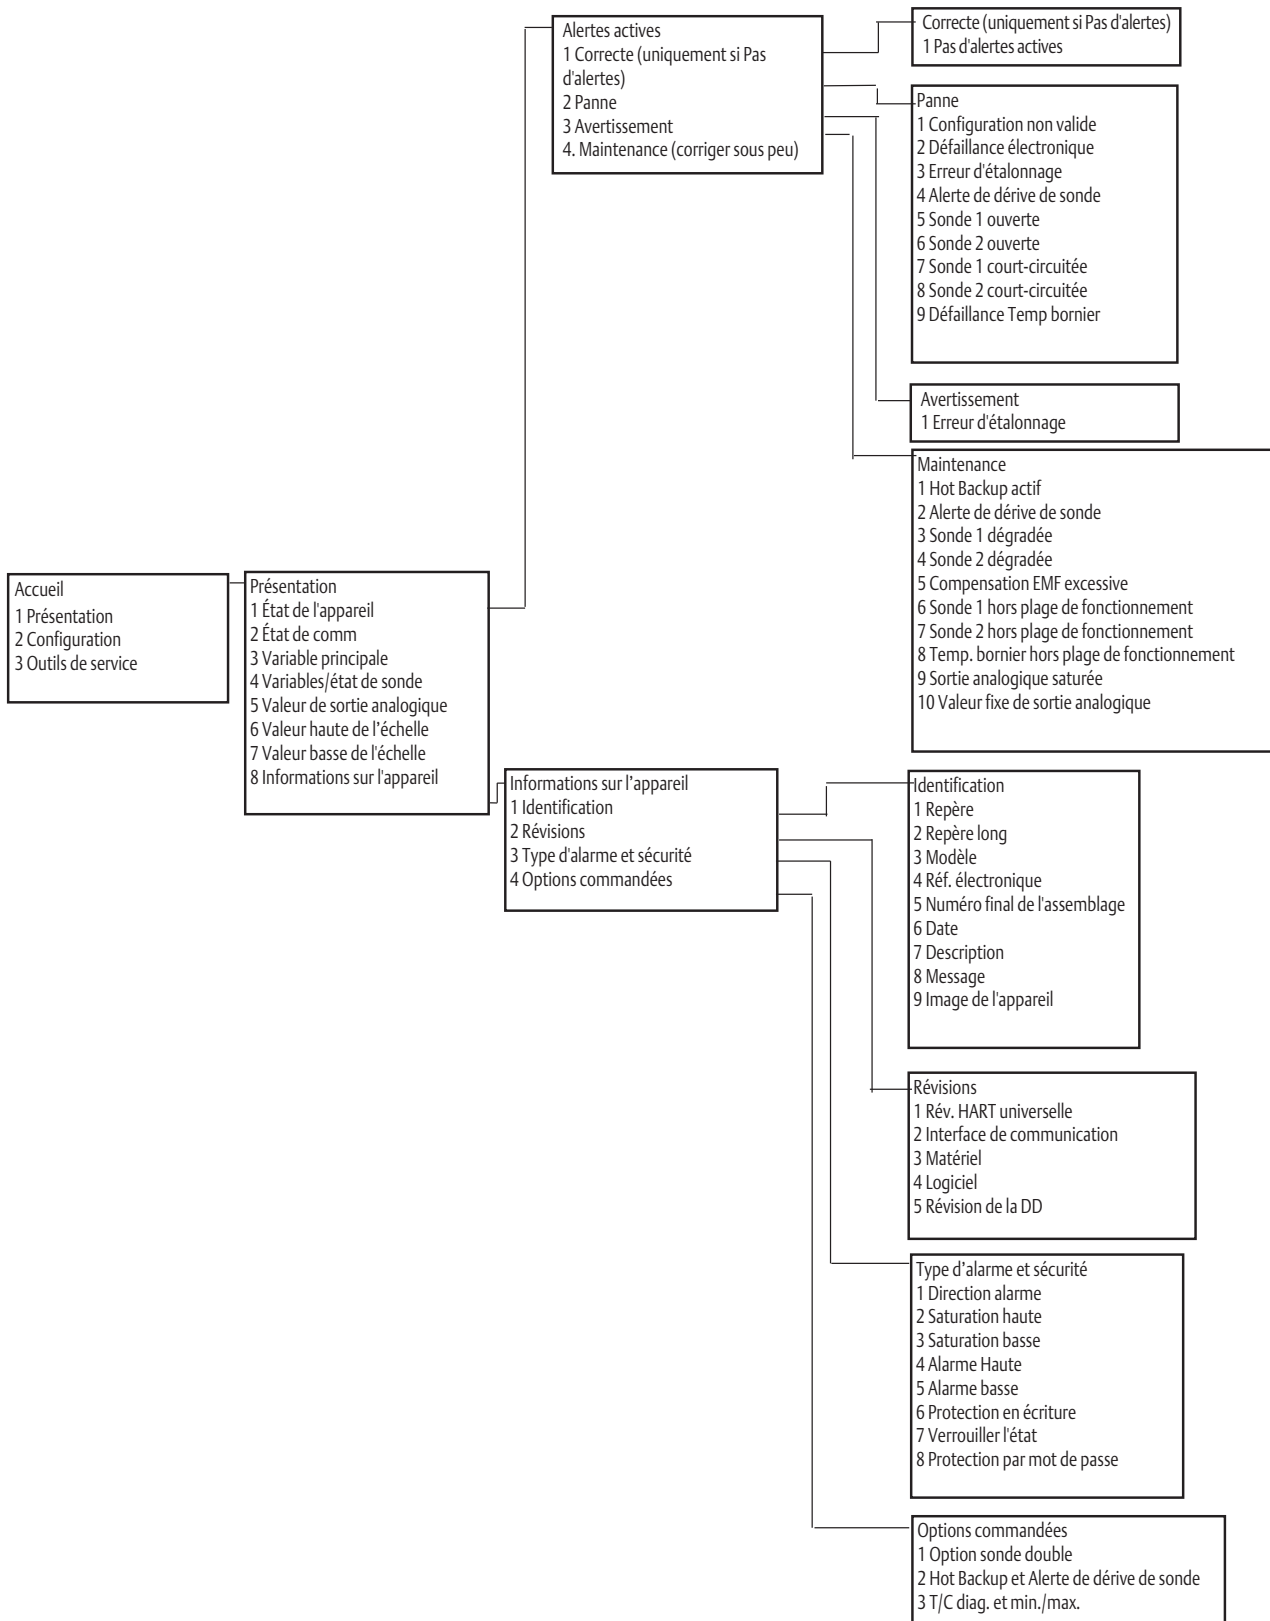 Alertes actives
1 Correcte (uniquement si Pas
d'alertes)
2 Panne
3 Avertissement
4. Maintenance (corriger sous peu)
Correcte (uniquement si Pas d'alertes)
1 Pas d'alertes actives
Panne
1 Configuration non valide
2 Défaillance électronique
3 Erreur d'étalonnage
4 Alerte de dérive de sonde
5 Sonde 1 ouverte
6 Sonde 2 ouverte
7 Sonde 1 court-circuitée
8 Sonde 2 court-circuitée
9 Défaillance Temp bornier
Avertissement
1 Erreur d'étalonnage
Maintenance
1 Hot Backup actif
2 Alerte de dérive de sonde
3 Sonde 1 dégradée
4 Sonde 2 dégradée
5 Compensation EMF excessive
6 Sonde 1 hors plage de fonctionnement
7 Sonde 2 hors plage de fonctionnement
8 Temp. bornier hors plage de fonctionnement
9 Sortie analogique saturée
10 Valeur fixe de sortie analogique
Accueil
1 Présentation
2 Configuration
3 Outils de service
Présentation
1 État de l'appareil
2 État de comm
3 Variable principale
4 Variables/état de sonde
5 Valeur de sortie analogique
6 Valeur haute de l’échelle
7 Valeur basse de l'échelle
8 Informations sur l'appareil
Informations sur l’appareil
1 Identification
2 Révisions
3 Type d'alarme et sécurité
4 Options commandées
Identification
1 Repère
2 Repère long
3 Modèle
4 Réf. électronique
5 Numéro final de l'assemblage
6 Date
7 Description
8 Message
9 Image de l'appareil
Révisions
1 Rév. HART universelle
2 Interface de communication
3 Matériel
4 Logiciel
5 Révision de la DD
Type d’alarme et sécurité
1 Direction alarme
2 Saturation haute
3 Saturation basse
4 Alarme Haute
5 Alarme basse
6 Protection en écriture
7 Verrouiller l'état
8 Protection par mot de passe
Options commandées
1 Option sonde double
2 Hot Backup et Alerte de dérive de sonde
3 T/C diag. et min./max.